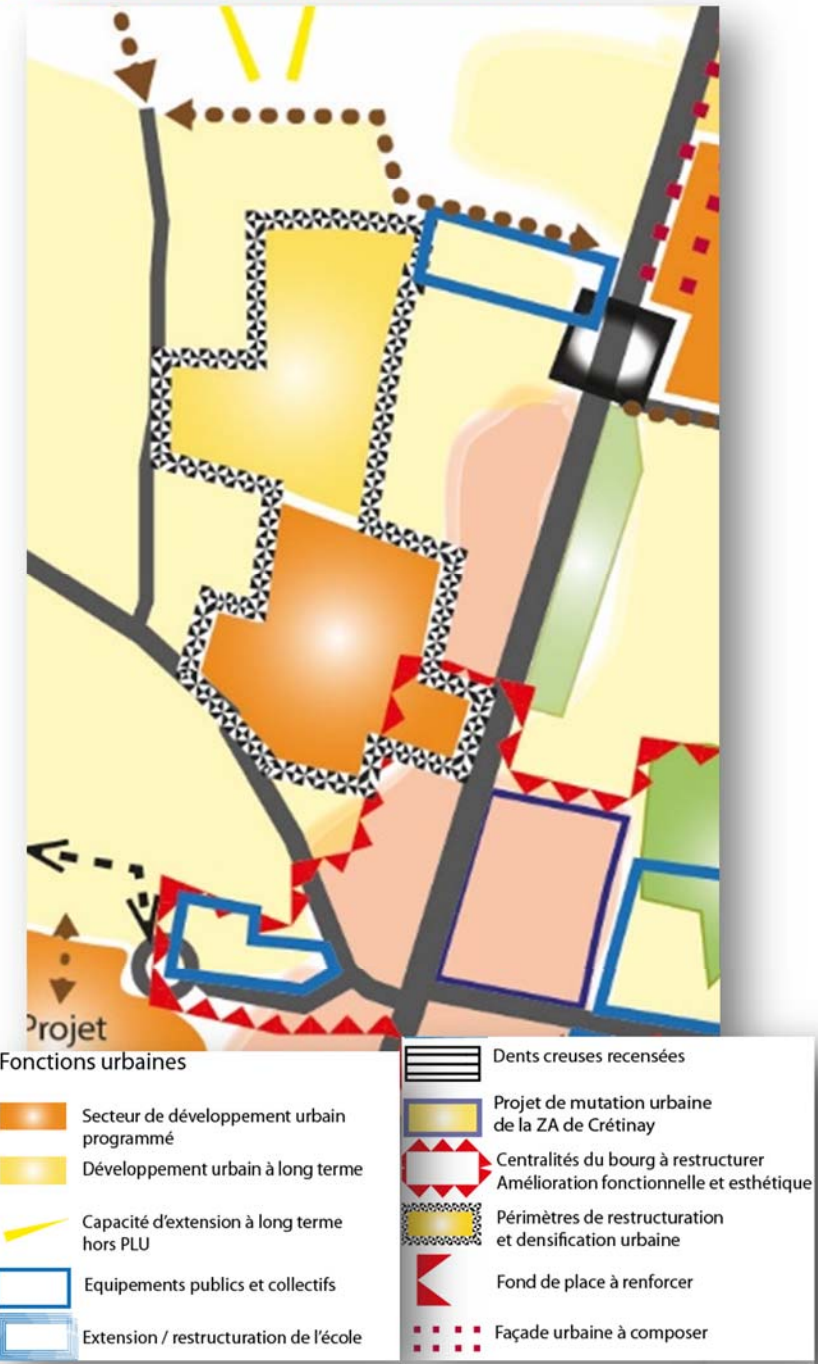 Projet
Fonctions urbaines
Secteur de développement urbain
programmé
Développement urbain à long terme
Capacité d'extension à long terme
hors PLU
Equipements publics et collectifs
Extension / restructuration de l'école
Dents creuses recensées
Projet de mutation urbaine
de la ZA de Crétinay
Centralités du bourg à restructurer
Amélioration fonctionnelle et esthétique
Périmètres de restructuration
et densification urbaine
Fond de place à renforcer
Façade urbaine à composer